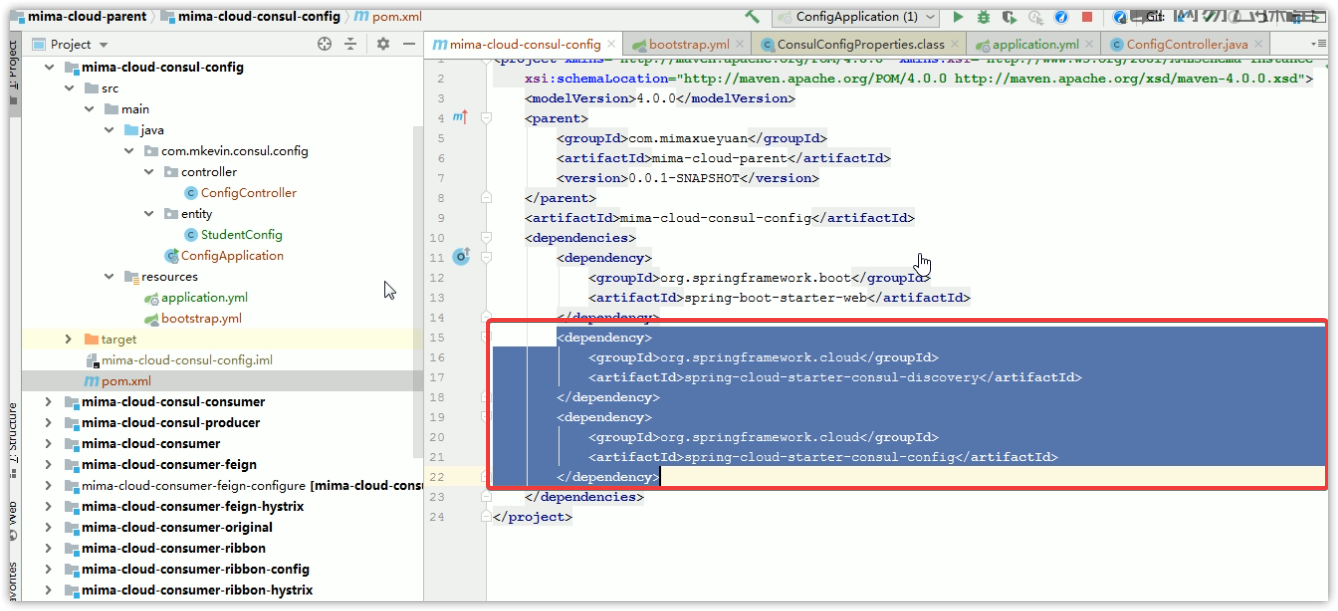 mima-cloud-parent mima-cloud-consul-config pom.xml
ConfigApplication (1)
Git:
Project
mima-cloud-consul-config bootstrap.yml ConsulConfigProperties.class application.yml ConfigController.java
1: Project
7: Structure
Web
mima-cloud-consul-config
src
main
java
com.mkevin.consul.config
controller
ConfigController
entity
StudentConfig
ConfigApplication
resources
application.yml
bootstrap.yml
target
mima-cloud-consul-config.iml
pom.xml
mima-cloud-consul-consumer
mima-cloud-consul-producer
mima-cloud-consumer
mima-cloud-consumer-feign
mima-cloud-consumer-feign-configure [mima-cloud-consu
mima-cloud-consumer-feign-hystrix
mima-cloud-consumer-original
mima-cloud-consumer-ribbon
mima-cloud-consumer-ribbon-config
mima-cloud-consumer-ribbon-hystrix
2 xsi:schemaLocation="http://maven.apache.org/POM/4.0.0 http://maven.apache.org/xsd/maven-4.0.0.xsd">
3 <modelVersion>4.0.0</modelVersion>
4 <parent>
5 <groupId>com.mimaxueyuan</groupId>
6 <artifactId>mima-cloud-parent</artifactId>
7 <version>0.0.1-SNAPSHOT</version>
8 </parent>
9 <artifactId>mima-cloud-consul-config</artifactId>
10 <dependencies>
11 <dependency>
12 <groupId>org.springframework.boot</groupId>
13 <artifactId>spring-boot-starter-web</artifactId>
14 </dependency>
15 <dependency>
16 <groupId>org.springframework.cloud</groupId>
17 <artifactId>spring-cloud-starter-consul-discovery</artifactId>
18 </dependency>
19 <dependency>
20 <groupId>org.springframework.cloud</groupId>
21 <artifactId>spring-cloud-starter-consul-config</artifactId>
22 </dependency>
23 </dependencies>
24 </project>